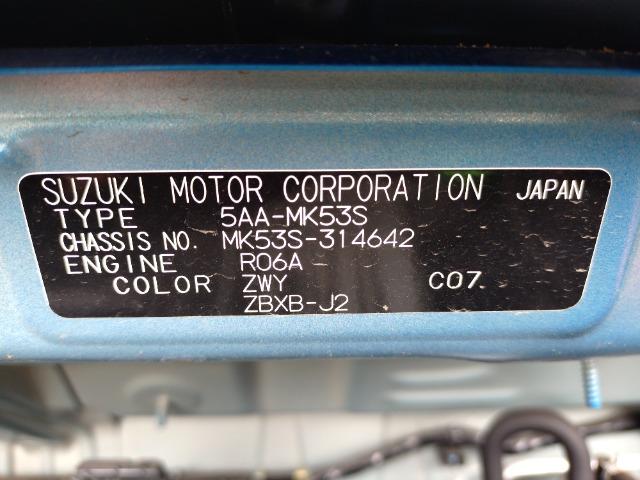 SUZUKI MOTOR CORPORATION JAPAN
TYPE 5AA-MK53S
CHASSIS NO. MK53S-314642
ENGINE R06A
COLOR ZWY C07
ZBXB-J2